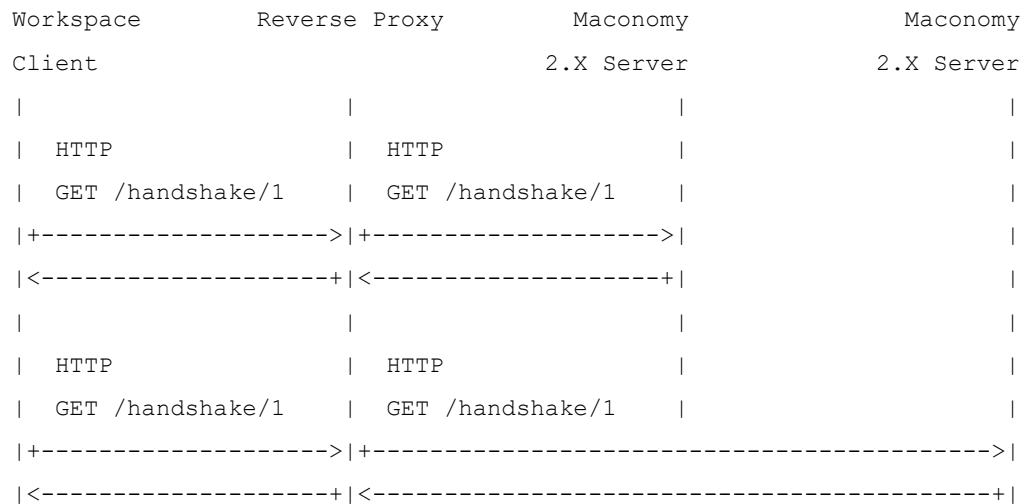 Workspace        Reverse Proxy         Maconomy               Maconomy
Client                               2.X Server             2.X Server
|                      |                      |                      |
|  HTTP                |  HTTP                |                      |
|  GET /handshake/1    |  GET /handshake/1    |                      |
|+-------------------->|+-------------------->|                      |
|<--------------------+|<--------------------+|                      |
|                      |                      |                      |
|  HTTP                |  HTTP                |                      |
|  GET /handshake/1    |  GET /handshake/1    |                      |
|+-------------------->|+------------------------------------------->|
|<--------------------+|<-------------------------------------------+|